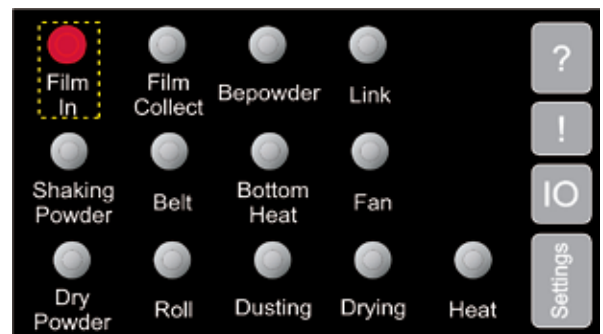 Film
In
Film
Collect
Bepowder
Link
?
!
Shaking
Powder
Belt
Bottom
Heat
Fan
IO
Dry
Powder
Roll
Dusting
Drying
Heat
Settings